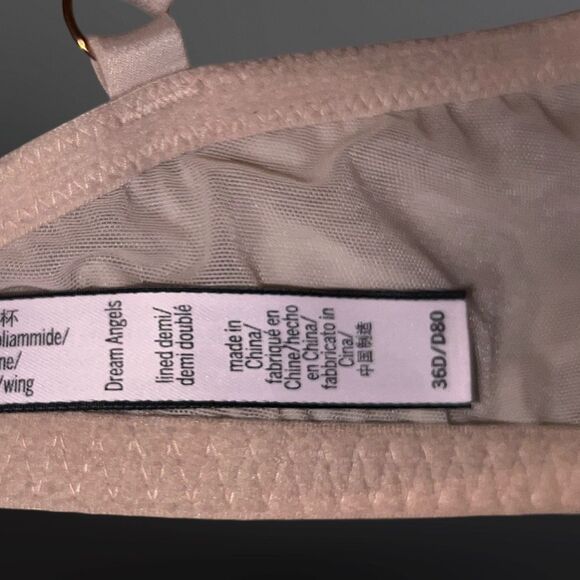 杯
liammide/
ne/
/wing
Dream Angels
lined demi/
demi doublé
made in
China/
fabriqué en
Chine/hecho
en China/
fabbricato in
Cina/
中国制造
36D/D80